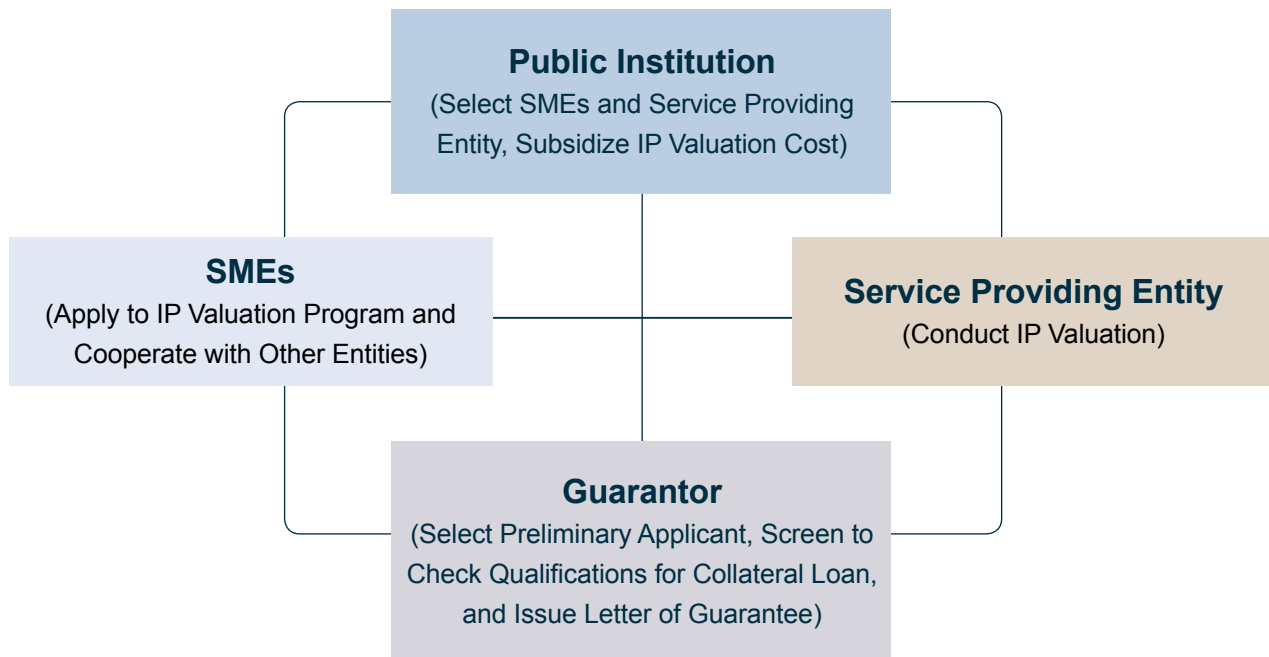 Public Institution
(Select SMEs and Service Providing
Entity, Subsidize IP Valuation Cost)
SMEs
(Apply to IP Valuation Program and
Cooperate with Other Entities)
Service Providing Entity
(Conduct IP Valuation)
Guarantor
(Select Preliminary Applicant, Screen to
Check Qualifications for Collateral Loan,
and Issue Letter of Guarantee)